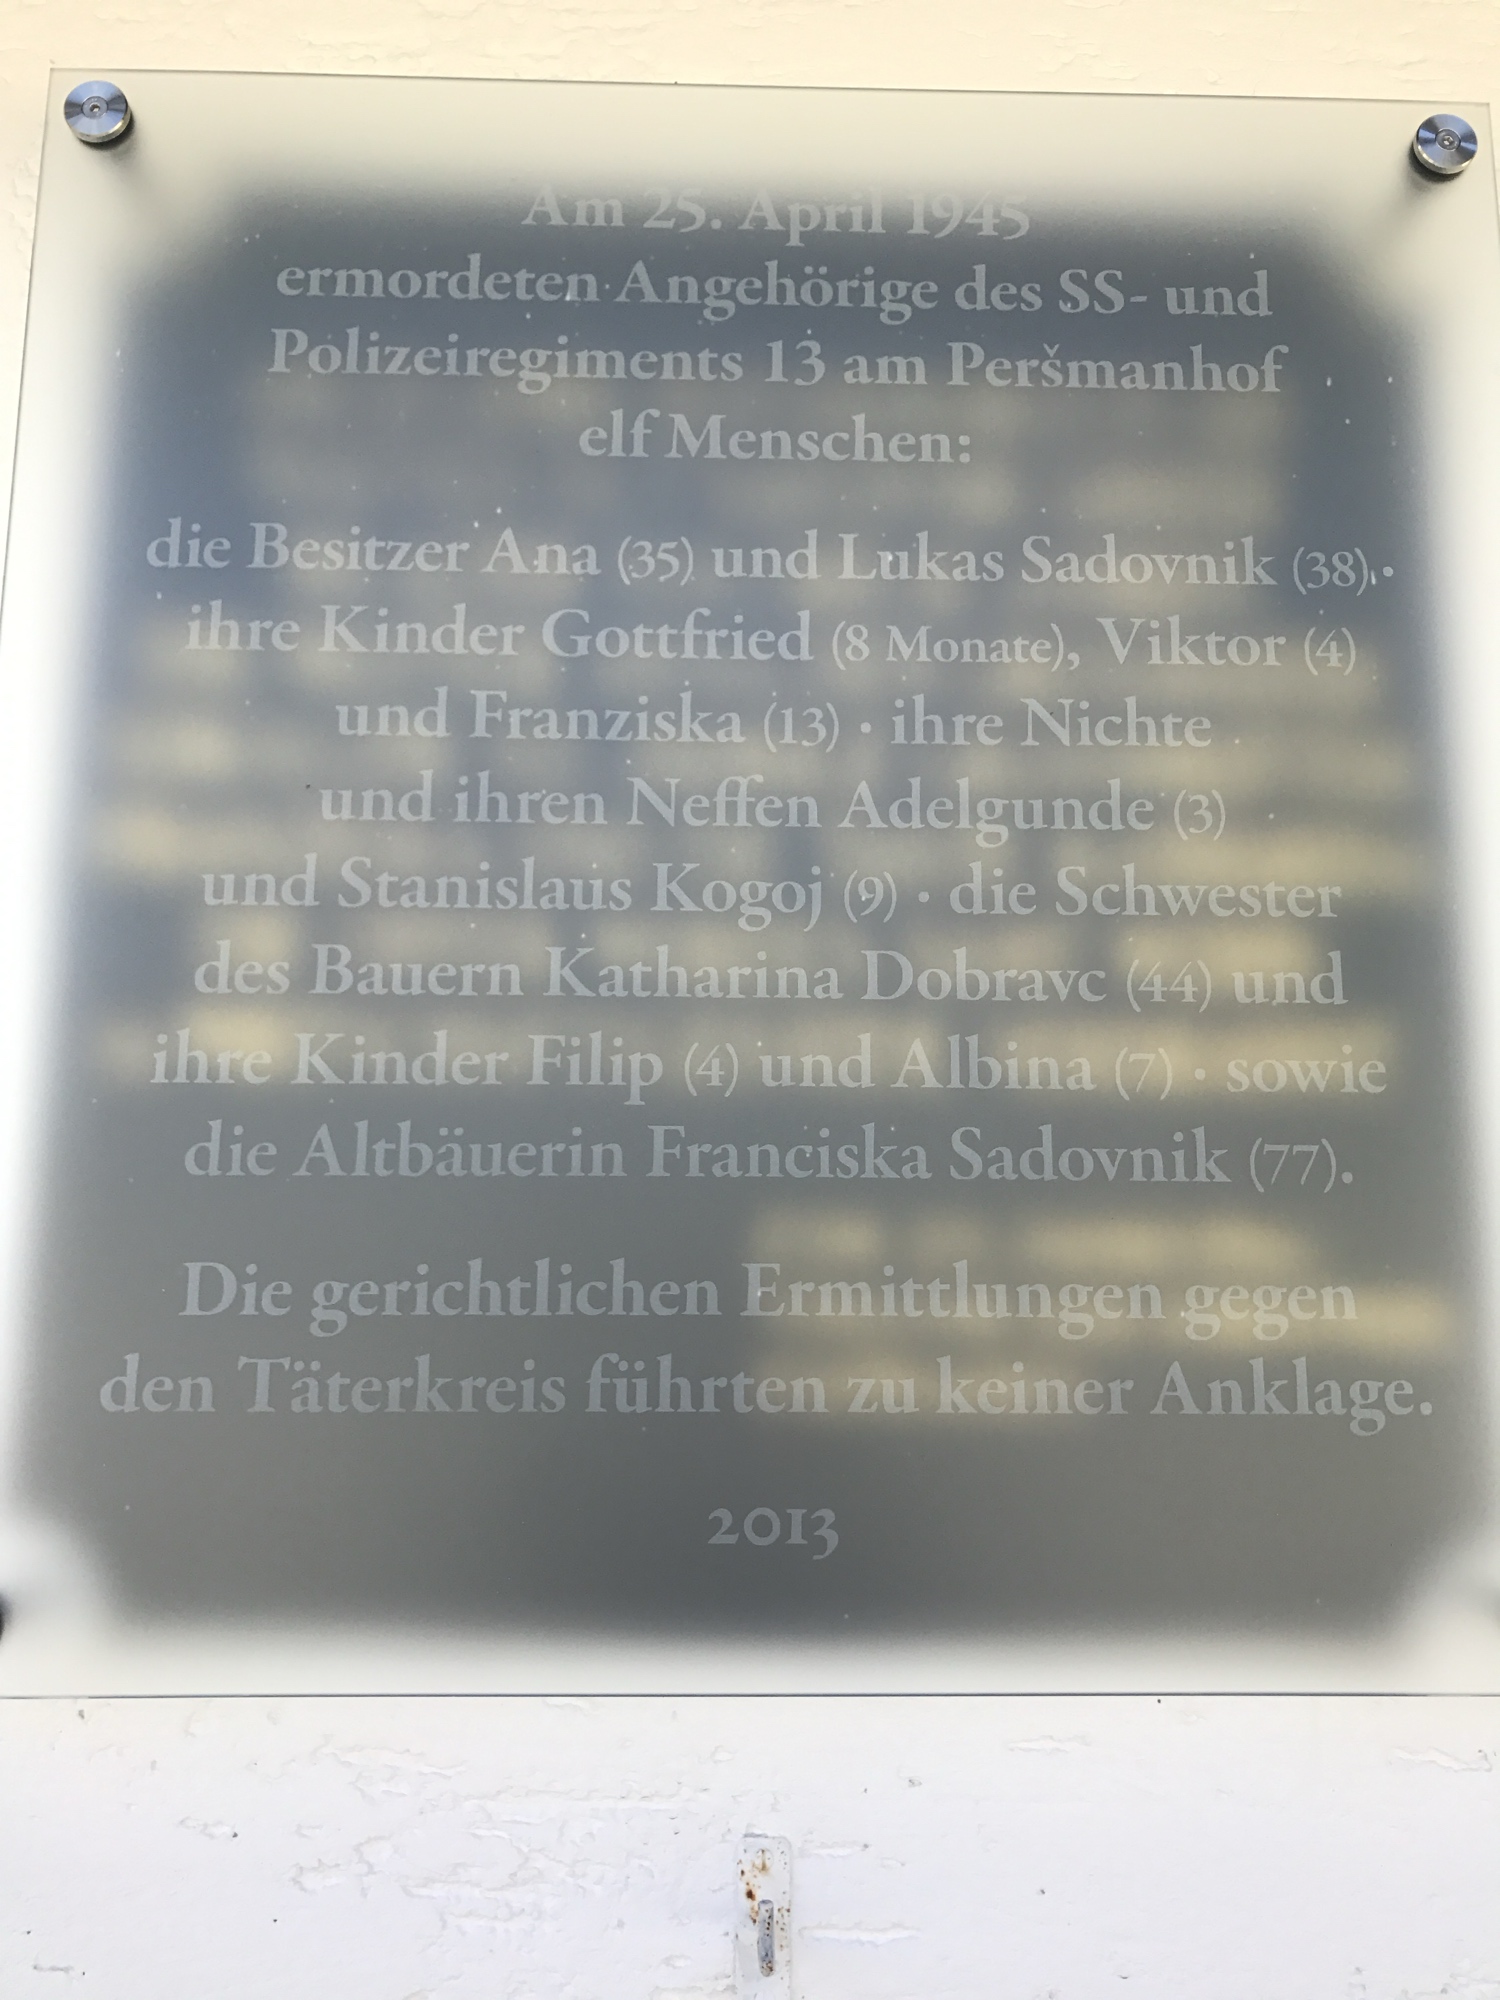 Am 25. April 1945
ermordeten Angehörige des SS- und
Polizeiregiments 13 am Peršmanhof
elf Menschen:
die Besitzer Ana (35) und Lukas Sadovnik (38) ·
ihre Kinder Gottfried (8 Monate), Viktor (4)
und Franziska (13) · ihre Nichte
und ihren Neffen Adelgunde (3)
und Stanislaus Kogoj (9) · die Schwester
des Bauern Katharina Dobravc (44) und
ihre Kinder Filip (4) und Albina (7) · sowie
die Altbäuerin Franciska Sadovnik (77).
Die gerichtlichen Ermittlungen gegen
den Täterkreis führten zu keiner Anklage.
2013